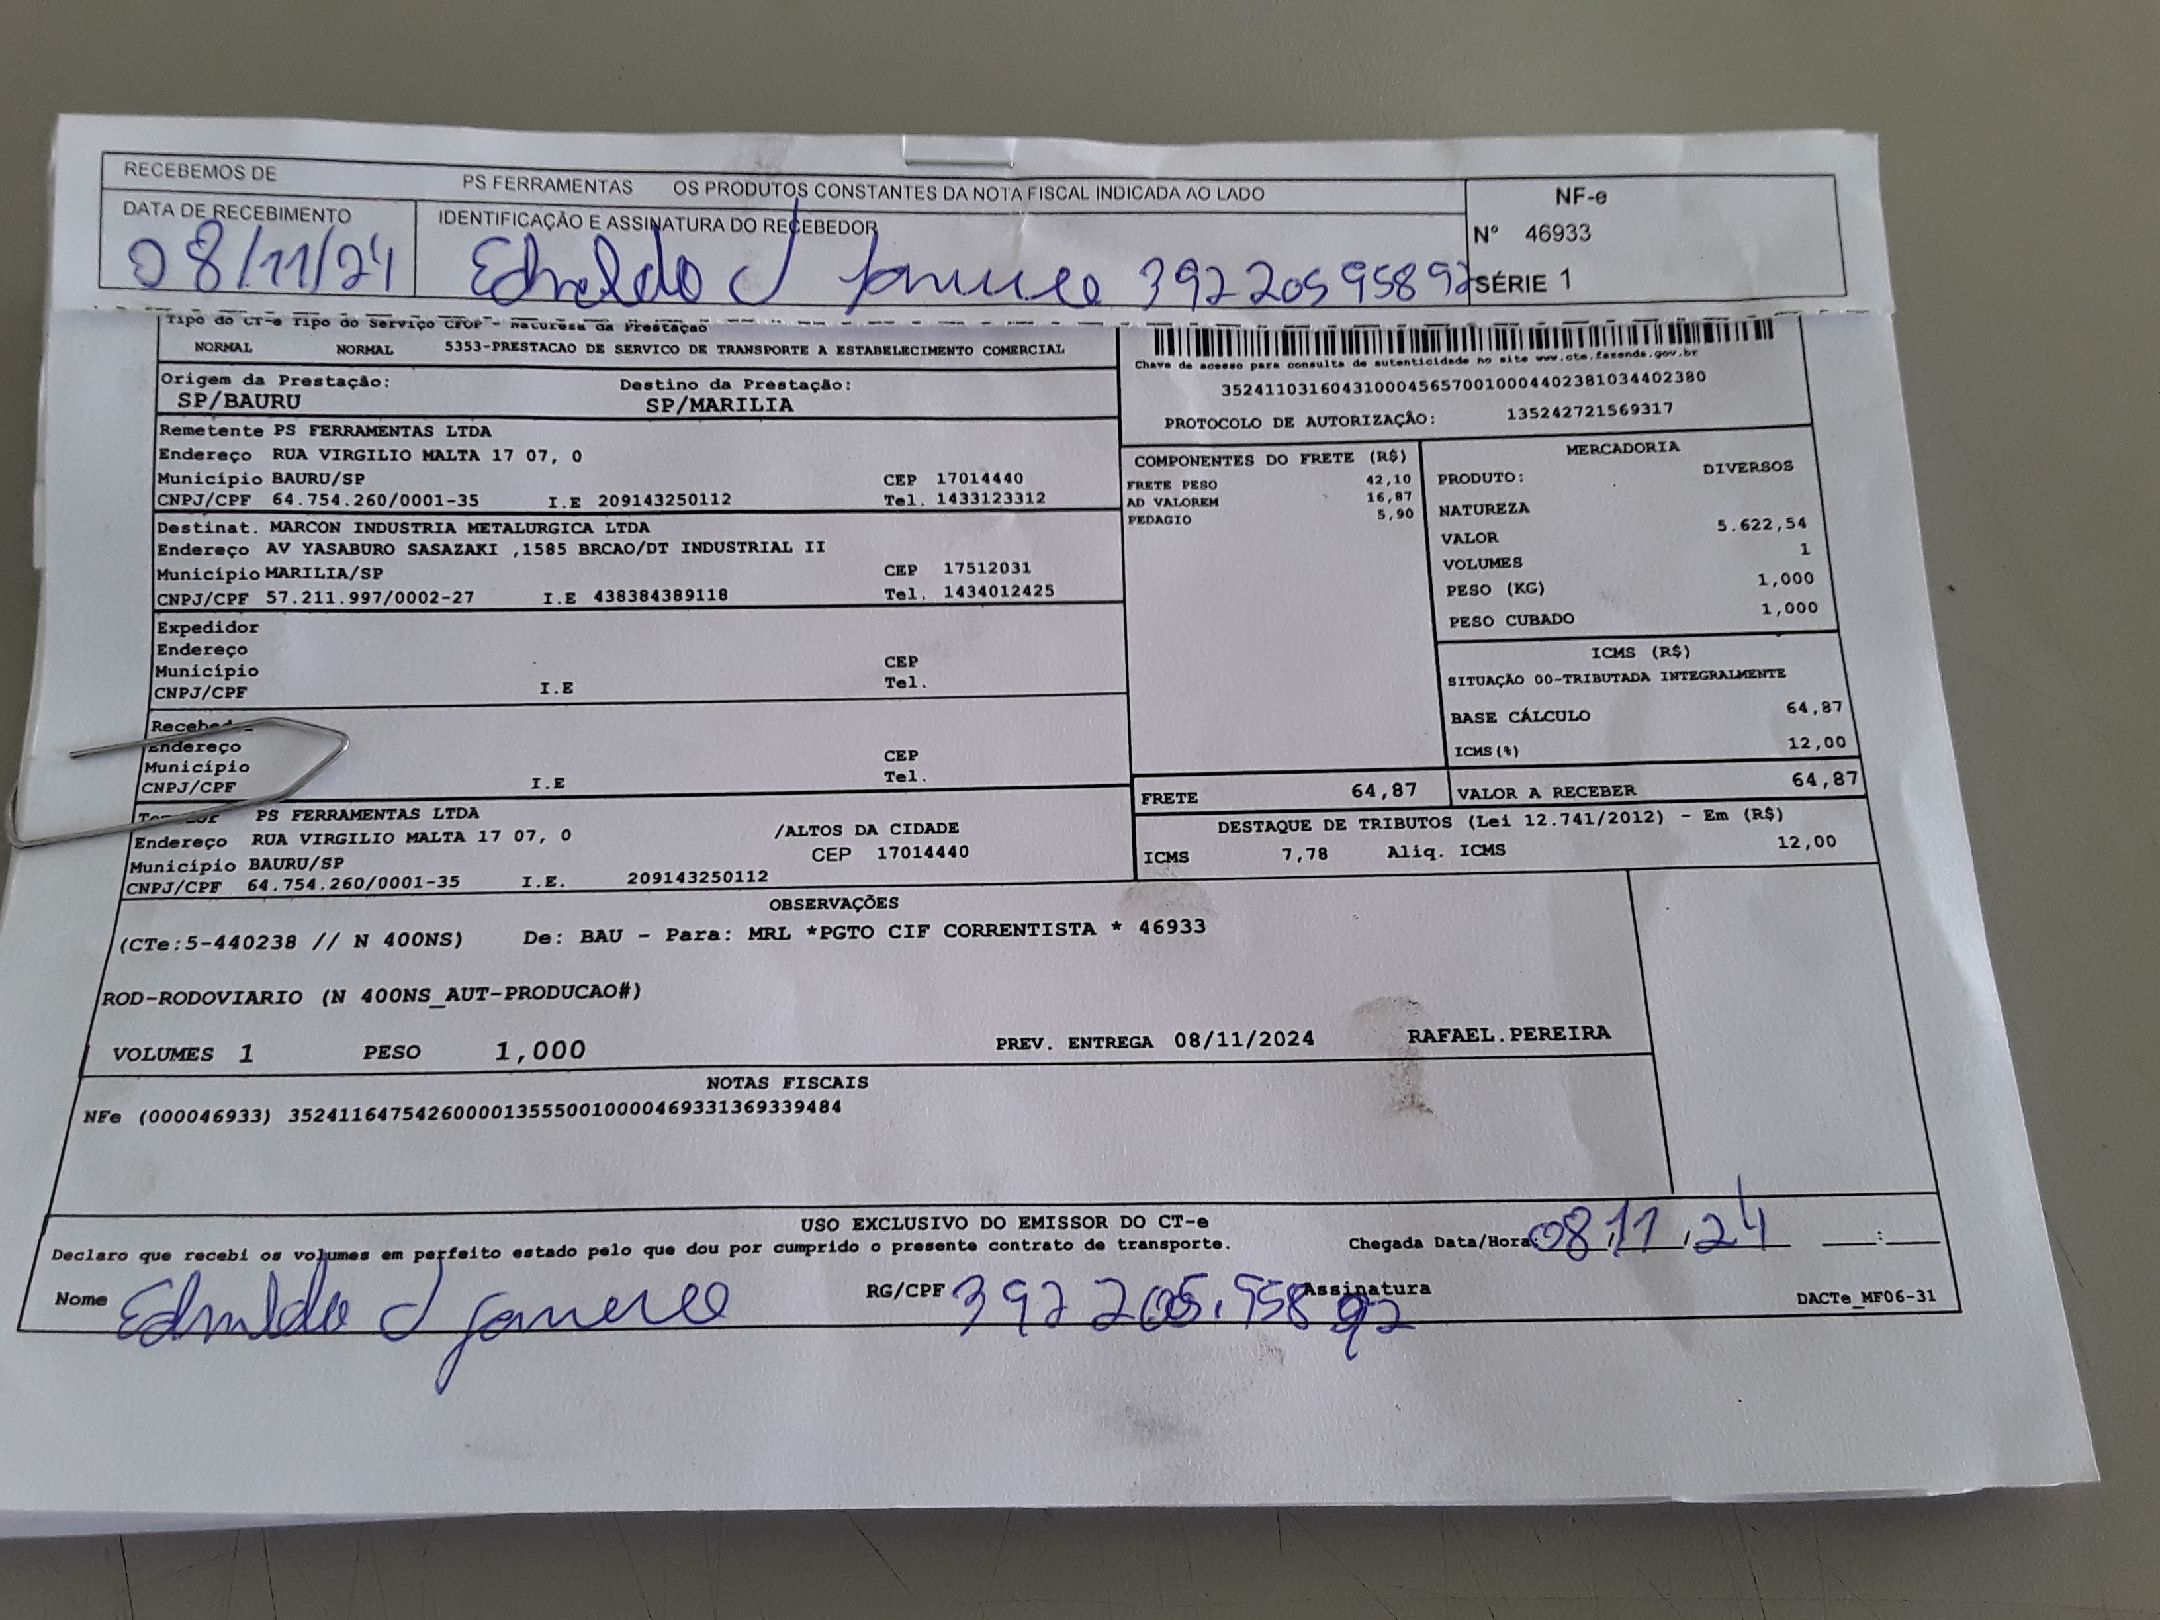 RECEBEMOS DE PS FERRAMENTAS OS PRODUTOS CONSTANTES DA NOTA FISCAL INDICADA AO LADO
NF-e
DATA DE RECEBIMENTO IDENTIFICAÇÃO E ASSINATURA DO RECEBEDOR
Nº 46933
08/11/24 39220595892
SÉRIE 1
Tipo do CT-e Tipo do Serviço CFOP - Natureza da Prestação
NORMAL NORMAL 5353-PRESTACAO DE SERVICO DE TRANSPORTE A ESTABELECIMENTO COMERCIAL
Chave de acesso para consulta de autenticidade no site www.cte.fazenda.gov.br
35241103160431000456570010004402381034402380
PROTOCOLO DE AUTORIZAÇÃO: 135242721569317
Origem da Prestação: Destino da Prestação:
SP/BAURU SP/MARILIA
Remetente PS FERRAMENTAS LTDA
Endereço RUA VIRGILIO MALTA 17 07, 0
Município BAURU/SP CEP 17014440
CNPJ/CPF 64.754.260/0001-35 I.E 209143250112 Tel. 1433123312
Destinat. MARCON INDUSTRIA METALURGICA LTDA
Endereço AV YASABURO SASAZAKI ,1585 BRCAO/DT INDUSTRIAL II
Município MARILIA/SP CEP 17512031
CNPJ/CPF 57.211.997/0002-27 I.E 438384389118 Tel. 1434012425
Expedidor
Endereço
Município CEP
CNPJ/CPF I.E Tel.
Endereço
Município CEP
CNPJ/CPF I.E Tel.
PS FERRAMENTAS LTDA
Endereço RUA VIRGILIO MALTA 17 07, 0 /ALTOS DA CIDADE
Município BAURU/SP CEP 17014440
CNPJ/CPF 64.754.260/0001-35 I.E. 209143250112
COMPONENTES DO FRETE (R$)
FRETE PESO 42,10
AD VALOREM 16,87
PEDAGIO 5,90
MERCADORIA
PRODUTO: DIVERSOS
NATUREZA
VALOR 5.622,54
VOLUMES 1
PESO (KG) 1,000
PESO CUBADO 1,000
ICMS (R$)
SITUAÇÃO 00-TRIBUTADA INTEGRALMENTE
BASE CÁLCULO 64,87
ICMS(%) 12,00
FRETE 64,87 VALOR A RECEBER 64,87
DESTAQUE DE TRIBUTOS (Lei 12.741/2012) - Em (R$)
ICMS 7,78 Aliq. ICMS 12,00
OBSERVAÇÕES
(CTe:5-440238 // N 400NS) De: BAU - Para: MRL *PGTO CIF CORRENTISTA * 46933
ROD-RODOVIARIO (N 400NS_AUT-PRODUCAO#)
VOLUMES 1 PESO 1,000 PREV. ENTREGA 08/11/2024 RAFAEL.PEREIRA
NOTAS FISCAIS
NFe (000046933) 35241164754260000135550010000469331369339484
USO EXCLUSIVO DO EMISSOR DO CT-e
Declaro que recebi os volumes em perfeito estado pelo que dou por cumprido o presente contrato de transporte. Chegada Data/Hora: 08/11/24 ___:___
Nome RG/CPF 392205.95892 Assinatura
DACTe_MF06-31